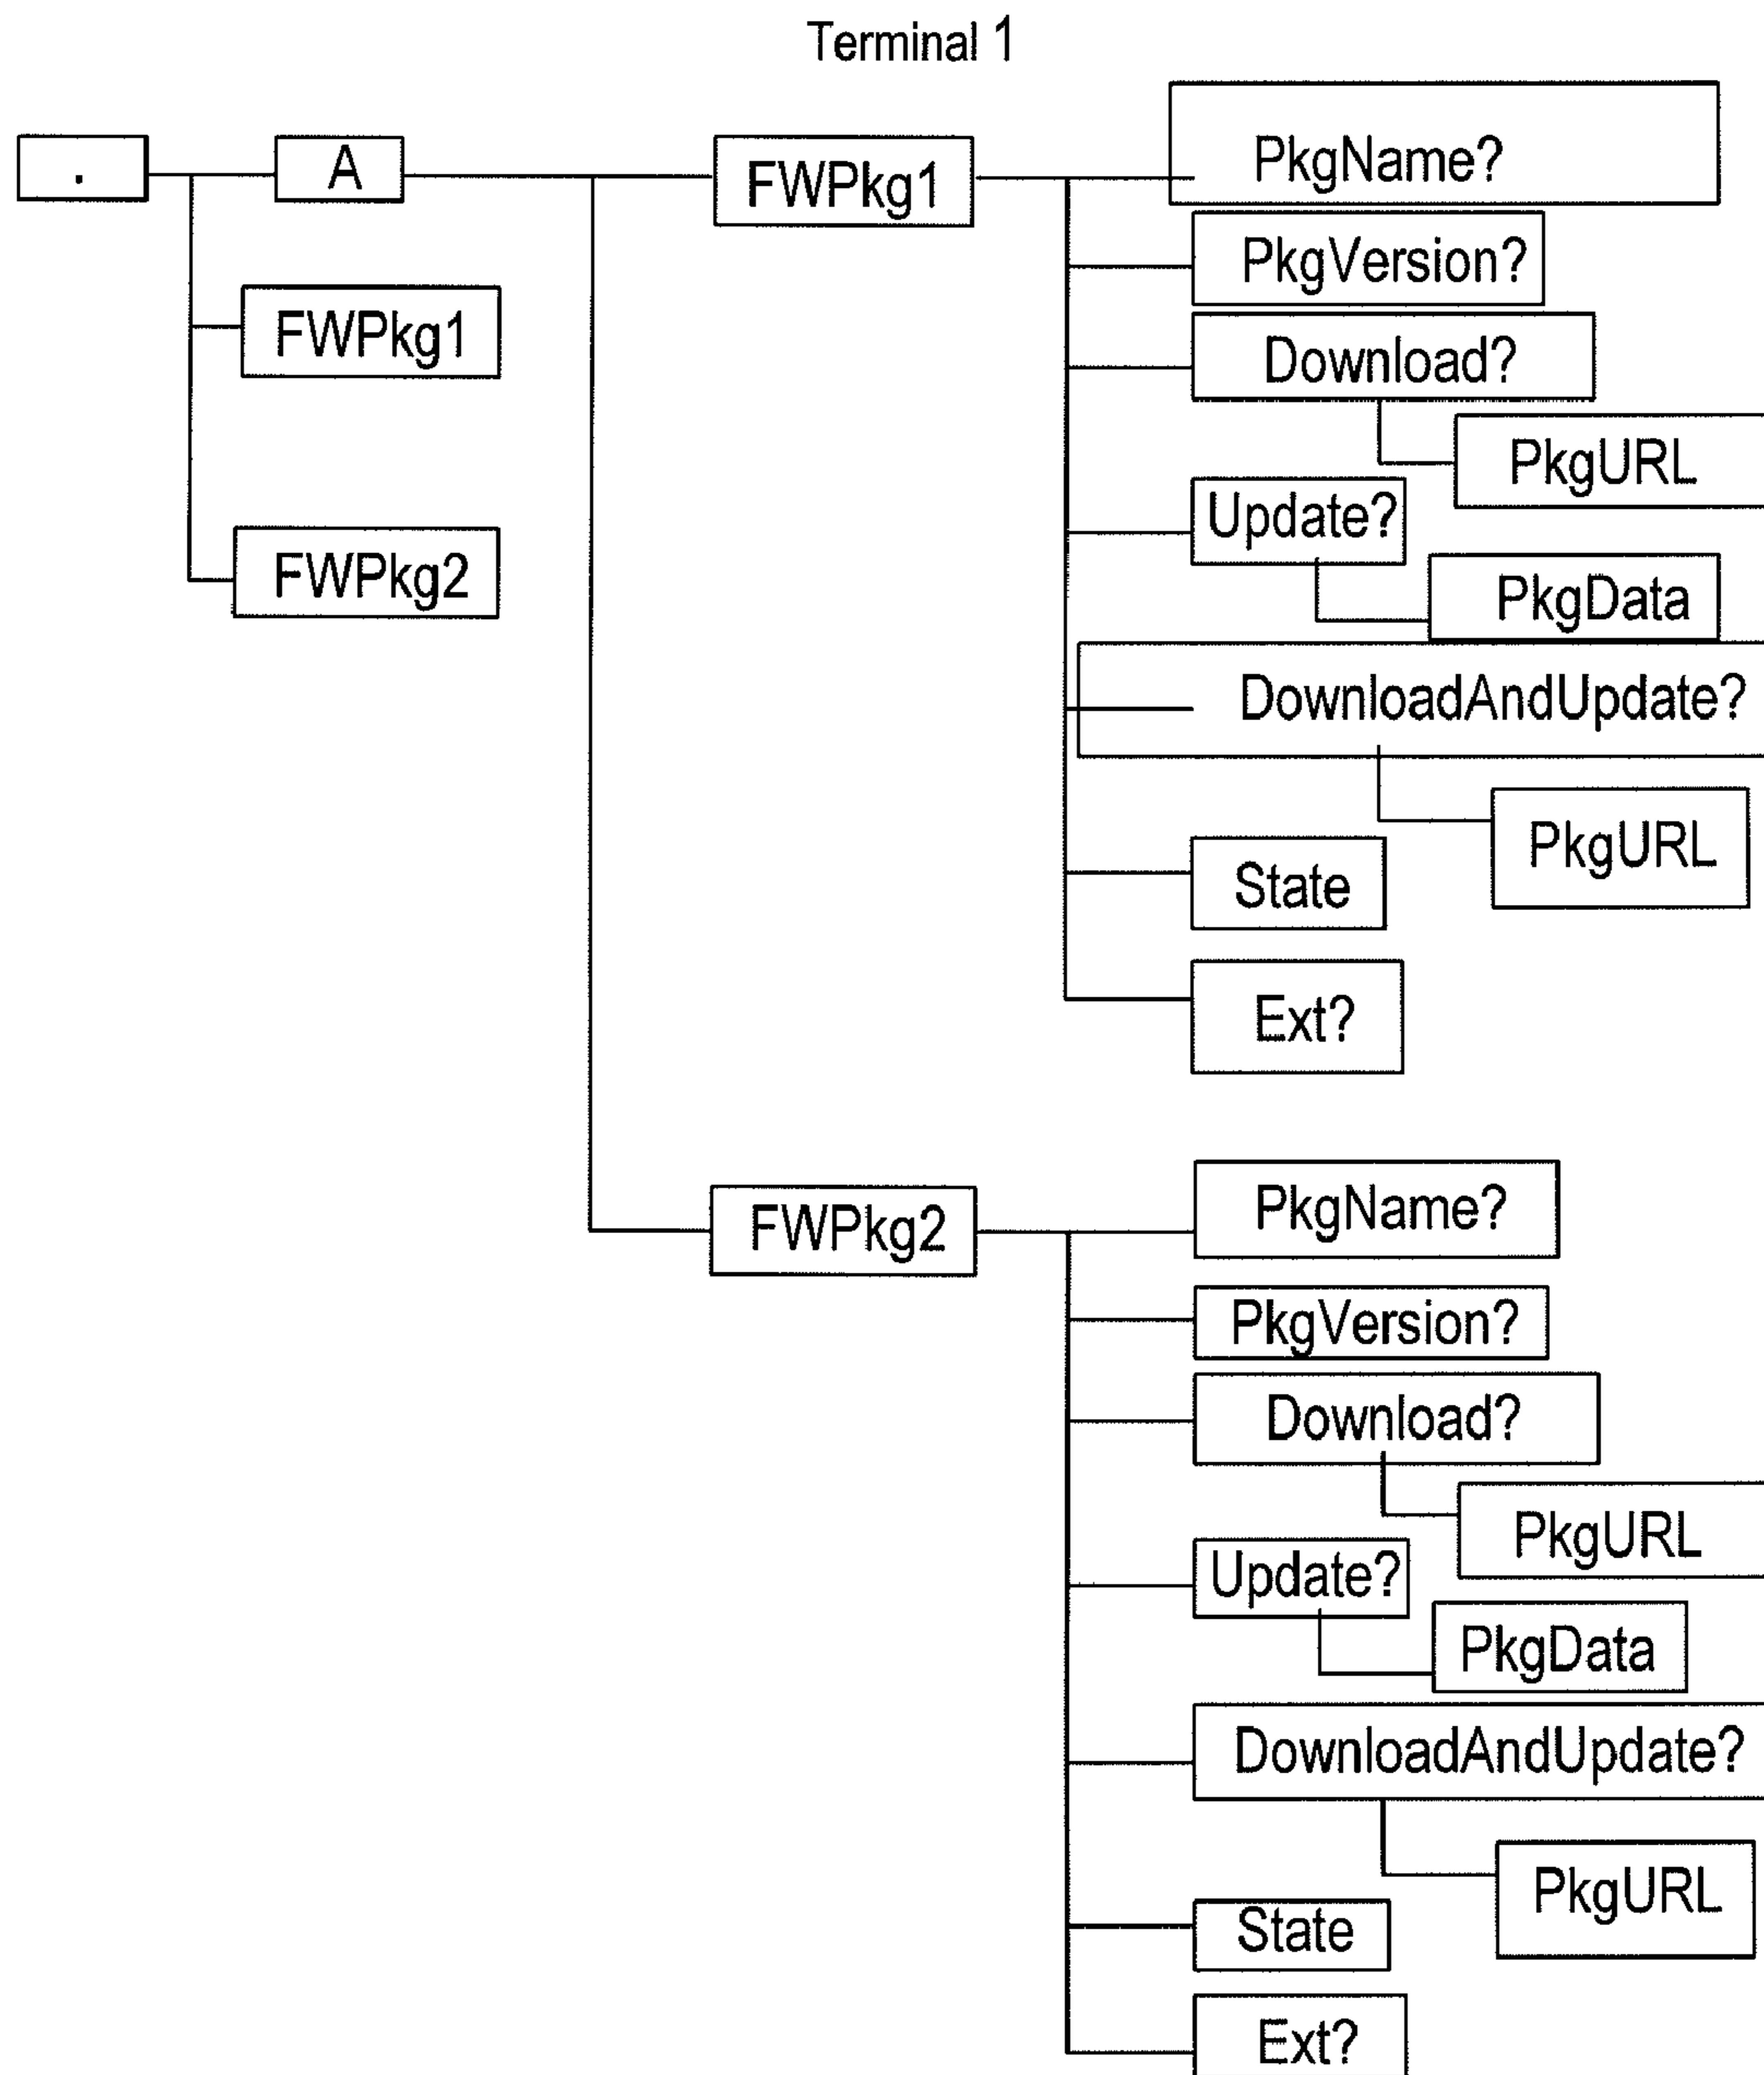 Terminal 1
.
A
FWPkg1
FWPkg2
FWPkg1
PkgName?
PkgVersion?
Download?
PkgURL
Update?
PkgData
DownloadAndUpdate?
PkgURL
State
Ext?
FWPkg2
PkgName?
PkgVersion?
Download?
PkgURL
Update?
PkgData
DownloadAndUpdate?
PkgURL
State
Ext?